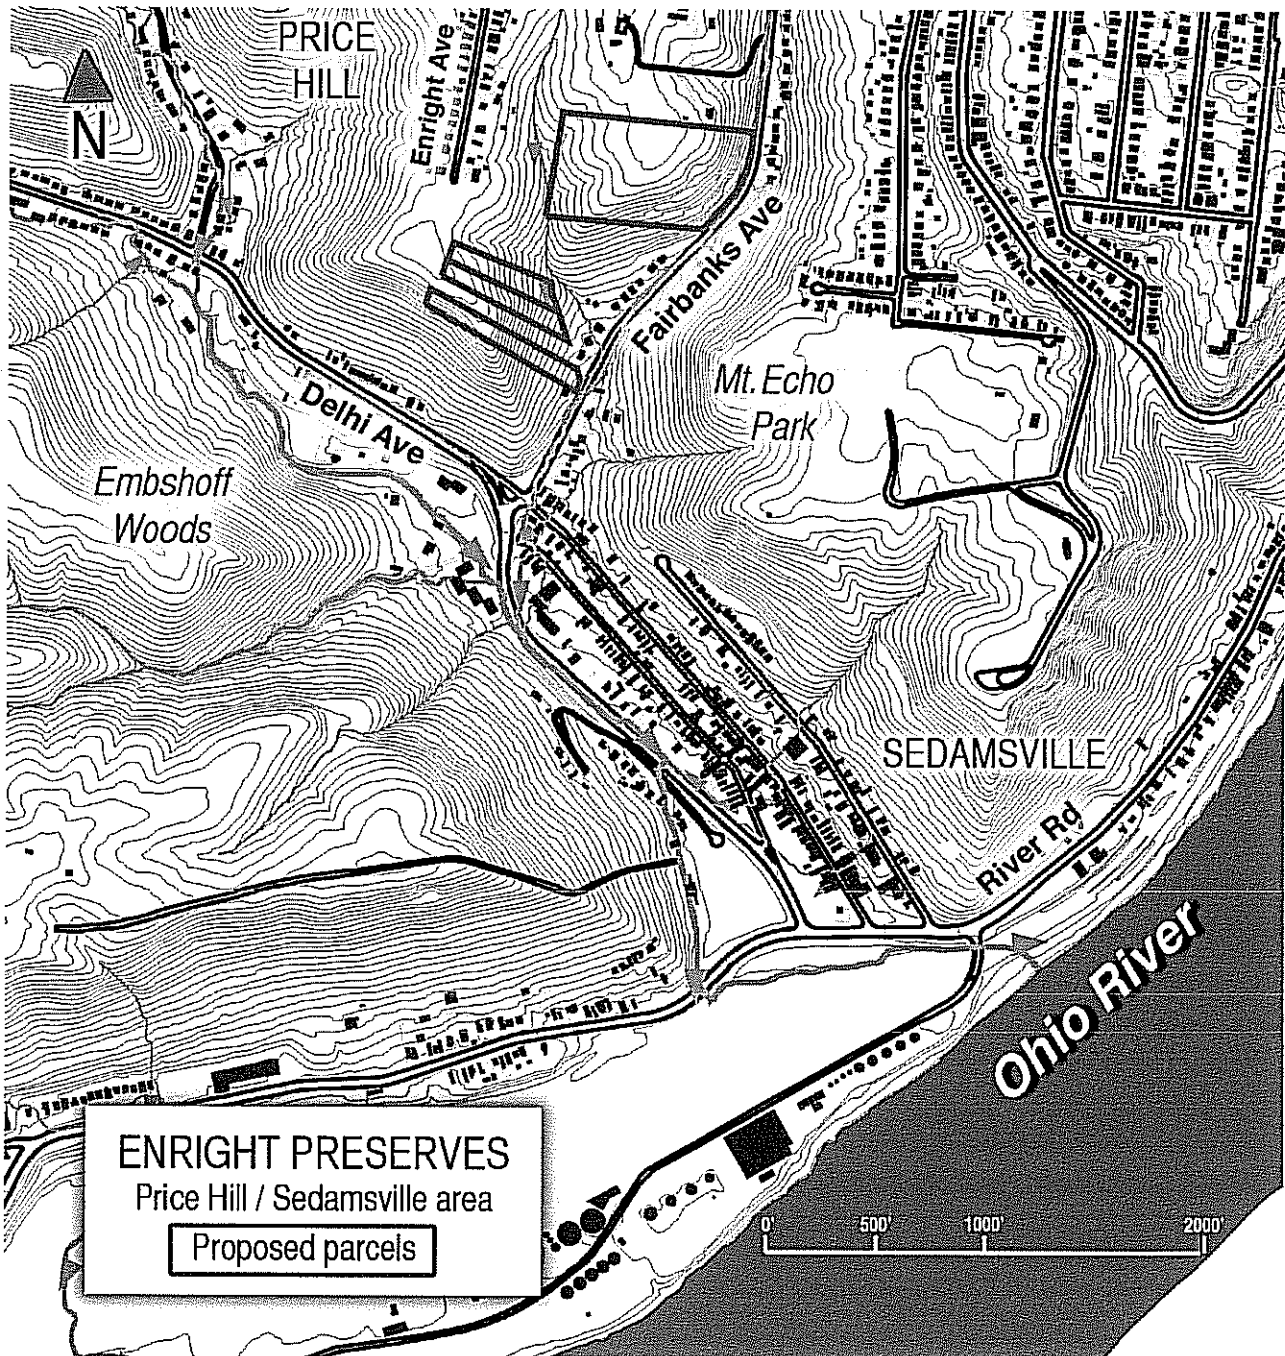 PRICE
HILL
Enright Ave
N
Fairbanks Ave
Mt. Echo
Park
Delhi Ave
Embshoff
Woods
SEDAMSVILLE
River Rd
Ohio River
ENRIGHT PRESERVES
Price Hill / Sedamsville area
Proposed parcels
0' 500' 1000' 2000'